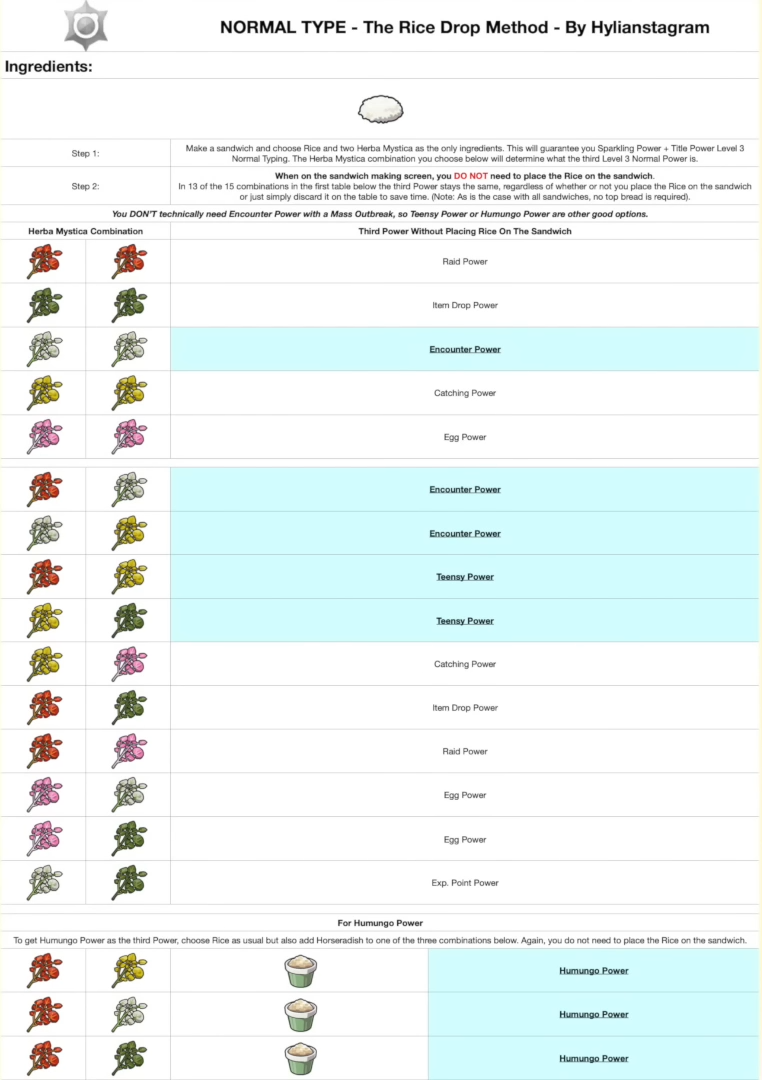 NORMAL TYPE - The Rice Drop Method - By Hylianstagram
Ingredients:
Step 1:
Make a sandwich and choose Rice and two Herba Mystica as the only ingredients. This will guarantee you Sparkling Power + Title Power Level 3
Normal Typing. The Herba Mystica combination you choose below will determine what the third Level 3 Normal Power is.
Step 2:
When on the sandwich making screen, you DO NOT need to place the Rice on the sandwich.
In 13 of the 15 combinations in the first table below the third Power stays the same, regardless of whether or not you place the Rice on the sandwich
or just simply discard it on the table to save time. (Note: As is the case with all sandwiches, no top bread is required).
You DON'T technically need Encounter Power with a Mass Outbreak, so Teensy Power or Humungo Power are other good options.
Herba Mystica Combination
Third Power Without Placing Rice On The Sandwich
Raid Power
Item Drop Power
Encounter Power
Catching Power
Egg Power
Encounter Power
Encounter Power
Teensy Power
Teensy Power
Catching Power
Item Drop Power
Raid Power
Egg Power
Egg Power
Exp. Point Power
For Humungo Power
To get Humungo Power as the third Power, choose Rice as usual but also add Horseradish to one of the three combinations below. Again, you do not need to place the Rice on the sandwich.
Humungo Power
Humungo Power
Humungo Power